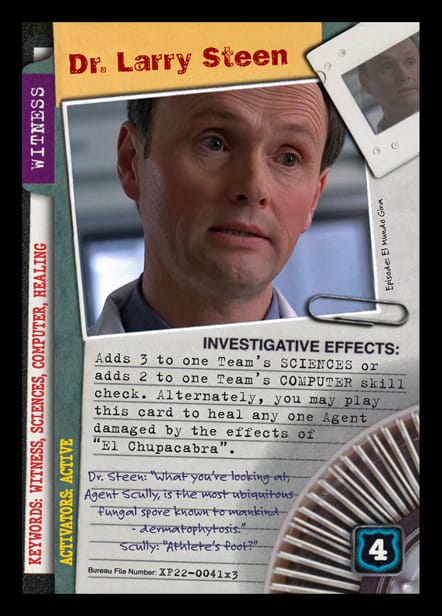 Dr. Larry Steen
WITNESS
Episode: El Mundo Gira
KEYWORDS: WITNESS, SCIENCES, COMPUTER, HEALING
ACTIVATORS: ACTIVE
INVESTIGATIVE EFFECTS:
Adds 3 to one Team's SCIENCES or
adds 2 to one Team's COMPUTER skill
check. Alternately, you may play
this card to heal any one Agent
damaged by the effects of
“El Chupacabra”.
Dr. Steen: "What you're looking at,
Agent Scully, is the most ubiquitous
fungal spore known to mankind
- dermatophytosis."
Scully: "Athlete's foot?"
Bureau File Number: XF22-0041x3
4